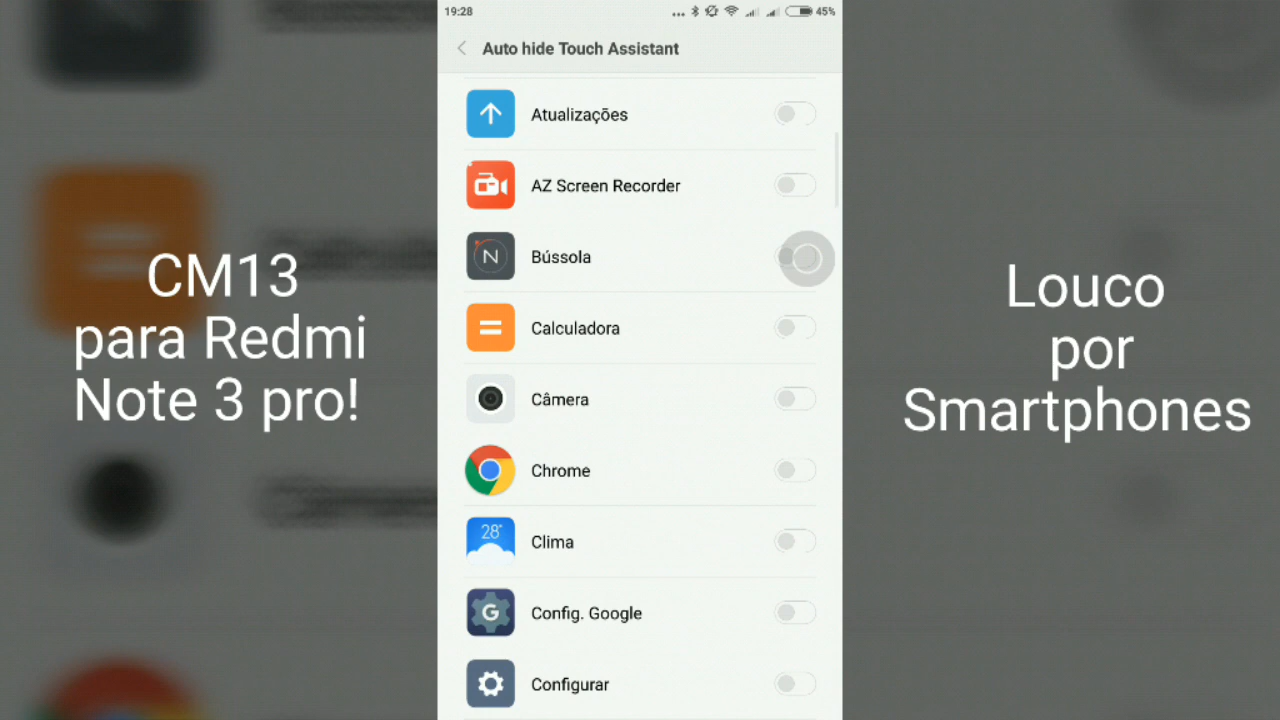 19:28
45%
Auto hide Touch Assistant
Atualizações
AZ Screen Recorder
N
Bússola
Calculadora
Câmera
Chrome
28°
Clima
G
Config. Google
Configurar
CM13
para Redmi
Note 3 pro!
Louco
por
Smartphones